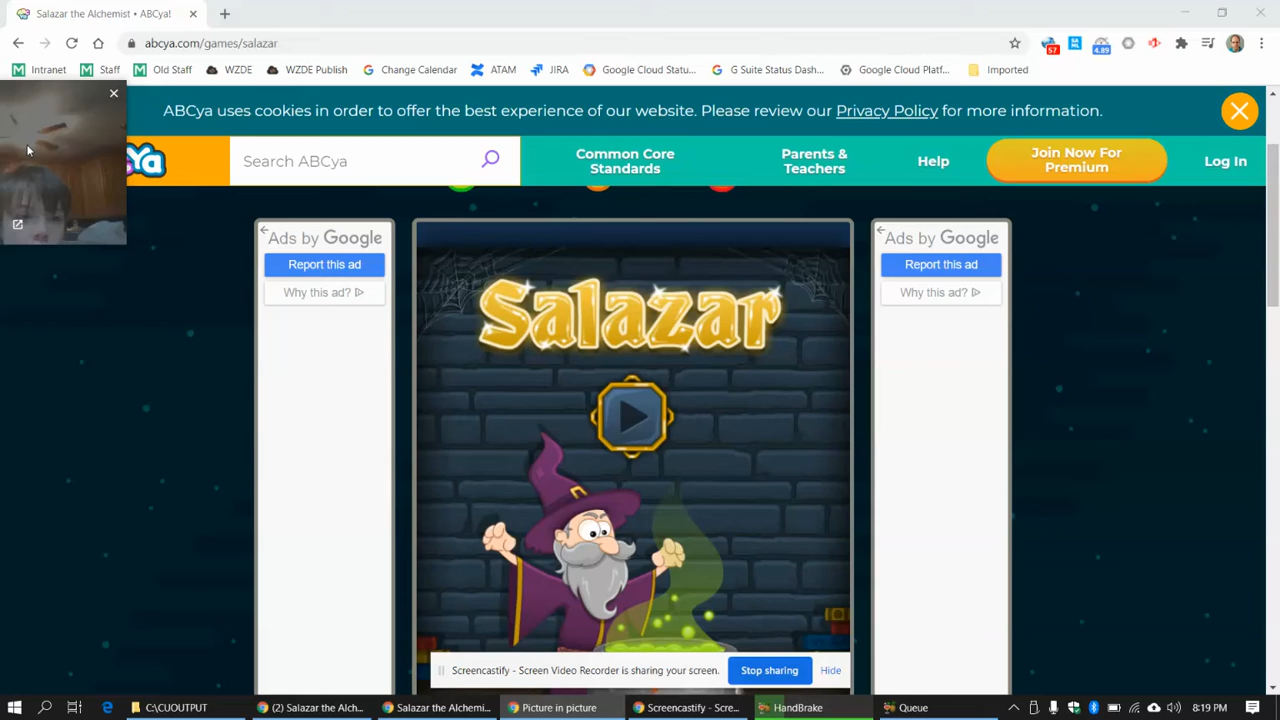 Salazar the Alchemist • ABCya!
abcya.com/games/salazar
57
4.89
Intranet
Staff
Old Staff
WZDE
WZDE Publish
Change Calendar
ATAM
JIRA
Google Cloud Statu...
G Suite Status Dash...
Google Cloud Platf...
Imported
ABCya uses cookies in order to offer the best experience of our website. Please review our Privacy Policy for more information.
Search ABCya
Common Core
Standards
Parents &
Teachers
Help
Join Now For
Premium
Log In
Ads by Google
Report this ad
Why this ad?
Salazar
Ads by Google
Report this ad
Why this ad?
Screencastify - Screen Video Recorder is sharing your screen.
Stop sharing
Hide
C:\CUOUTPUT
(2) Salazar the Alch...
Salazar the Alchemi...
Picture in picture
Screencastify - Scre...
HandBrake
Queue
8:19 PM